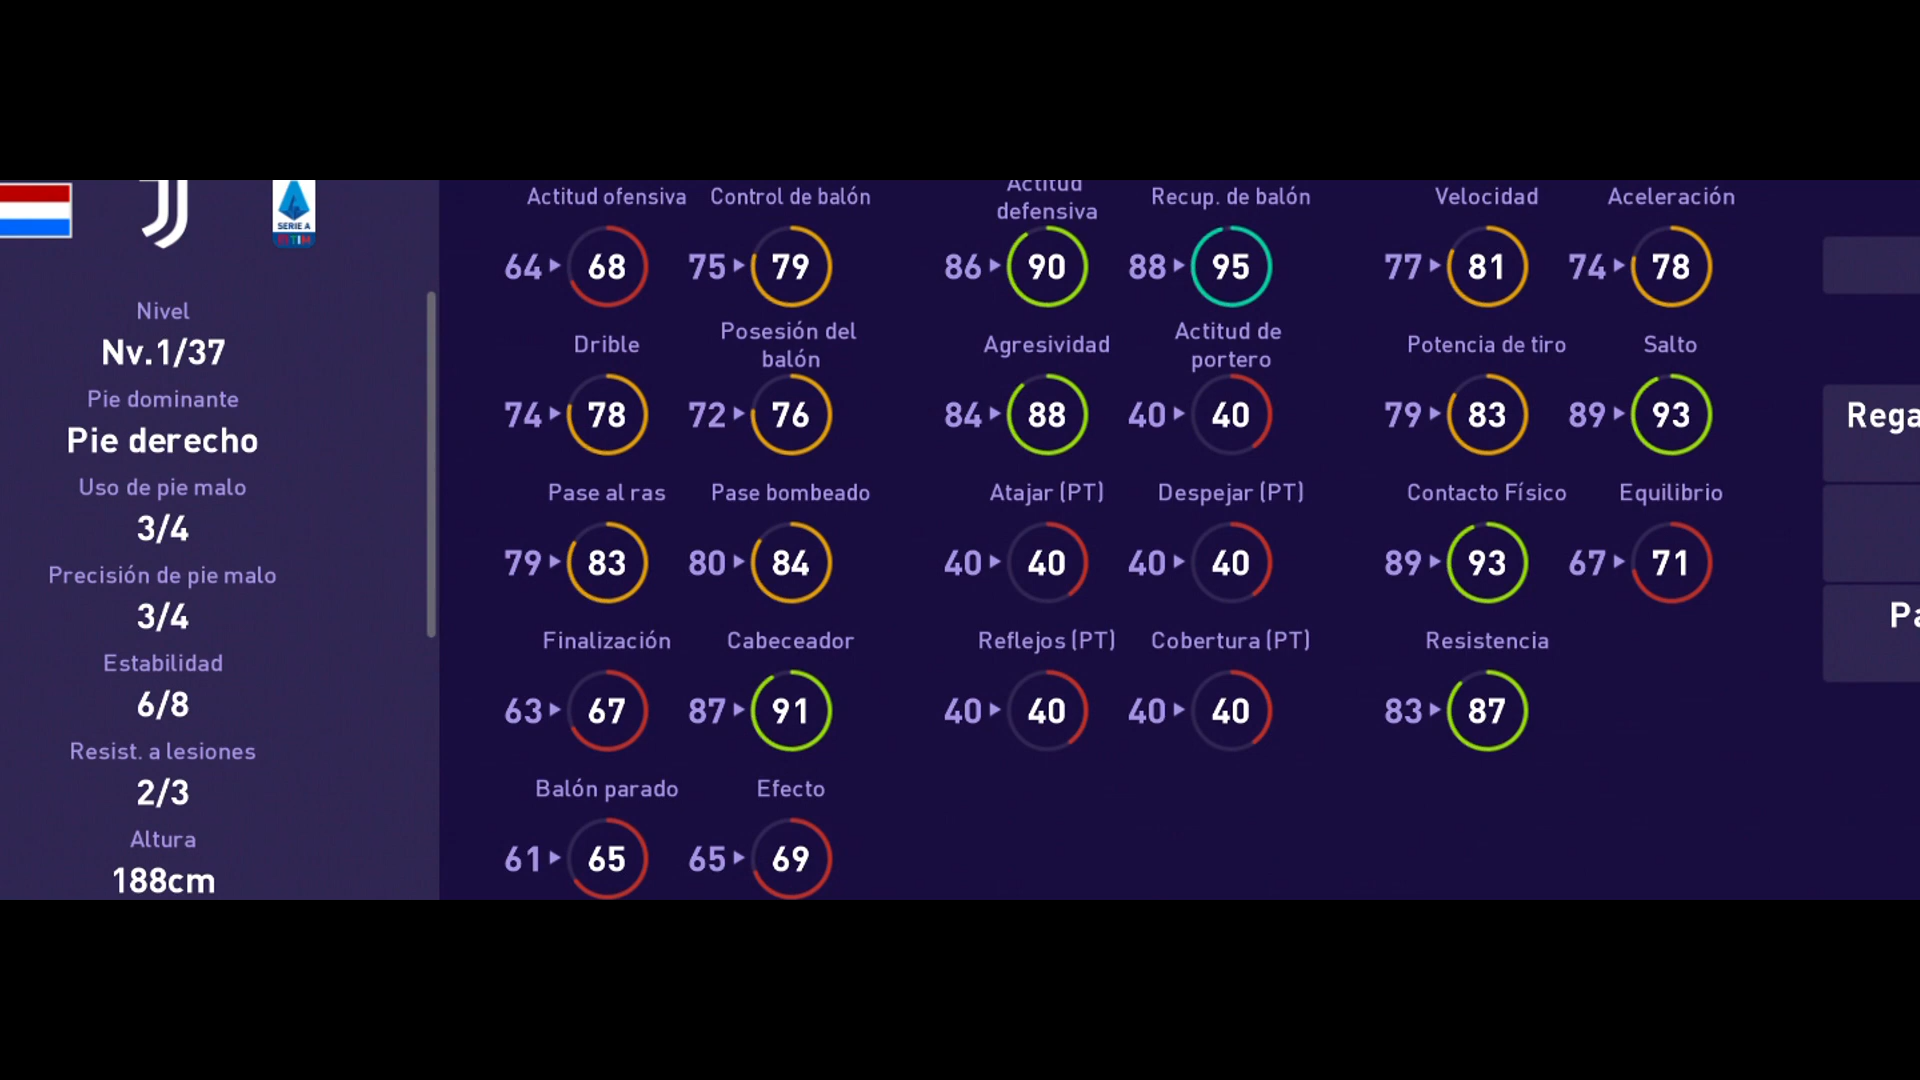 SERIE A
TIM
Nivel
Nv.1/37
Pie dominante
Pie derecho
Uso de pie malo
3/4
Precisión de pie malo
3/4
Estabilidad
6/8
Resist. a lesiones
2/3
Altura
188cm
Actitud ofensiva
64 68
Control de balón
75 79
Drible
74 78
Posesión del
balón
72 76
Pase al ras
79 83
Pase bombeado
80 84
Finalización
63 67
Cabeceador
87 91
Balón parado
61 65
Efecto
65 69
Actitud
defensiva
86 90
Recup. de balón
88 95
Agresividad
84 88
Actitud de
portero
40 40
Atajar (PT)
40 40
Despejar (PT)
40 40
Reflejos (PT)
40 40
Cobertura (PT)
40 40
Velocidad
77 81
Aceleración
74 78
Potencia de tiro
79 83
Salto
89 93
Contacto Físico
89 93
Equilibrio
67 71
Resistencia
83 87
Rega
Pa